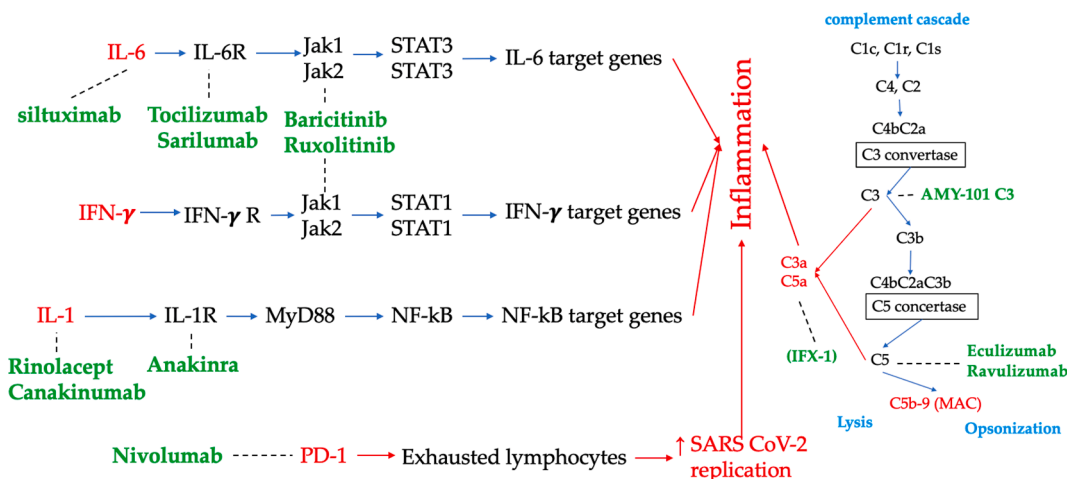 IL-6
IL-6R
Jak1
Jak2
STAT3
STAT3
IL-6 target genes
siltuximab
Tocilizumab
Sarilumab
Baricitinib
Ruxolitinib
IFN-γ
IFN-γ R
Jak1
Jak2
STAT1
STAT1
IFN-γ target genes
IL-1
IL-1R
MyD88
NF-kB
NF-kB target genes
Rinolacept
Canakinumab
Anakinra
Nivolumab
PD-1
Exhausted lymphocytes
↑ SARS CoV-2
replication
Inflammation
complement cascade
C1c, C1r, C1s
C4, C2
C4bC2a
C3 convertase
C3
AMY-101 C3
C3b
C3a
C5a
C4bC2aC3b
C5 concertase
(IFX-1)
C5
Eculizumab
Ravulizumab
C5b-9 (MAC)
Lysis
Opsonization